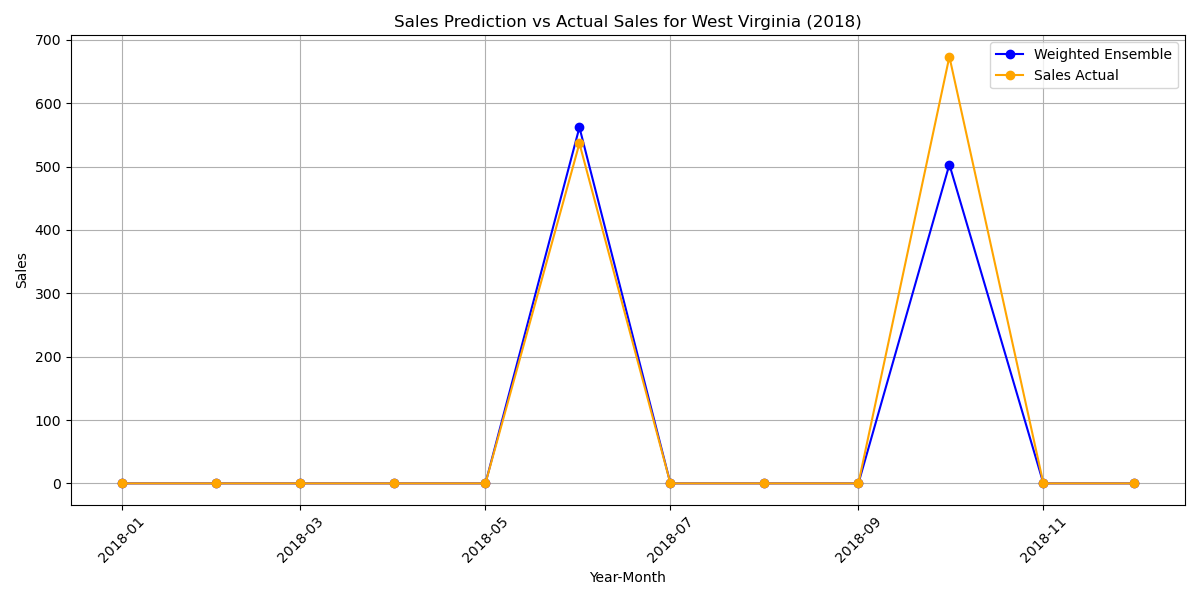 Sales Prediction vs Actual Sales for West Virginia (2018)
Weighted Ensemble
Sales Actual
700
600
500
400
300
200
100
0
Sales
2018-01
2018-03
2018-05
2018-07
2018-09
2018-11
Year-Month